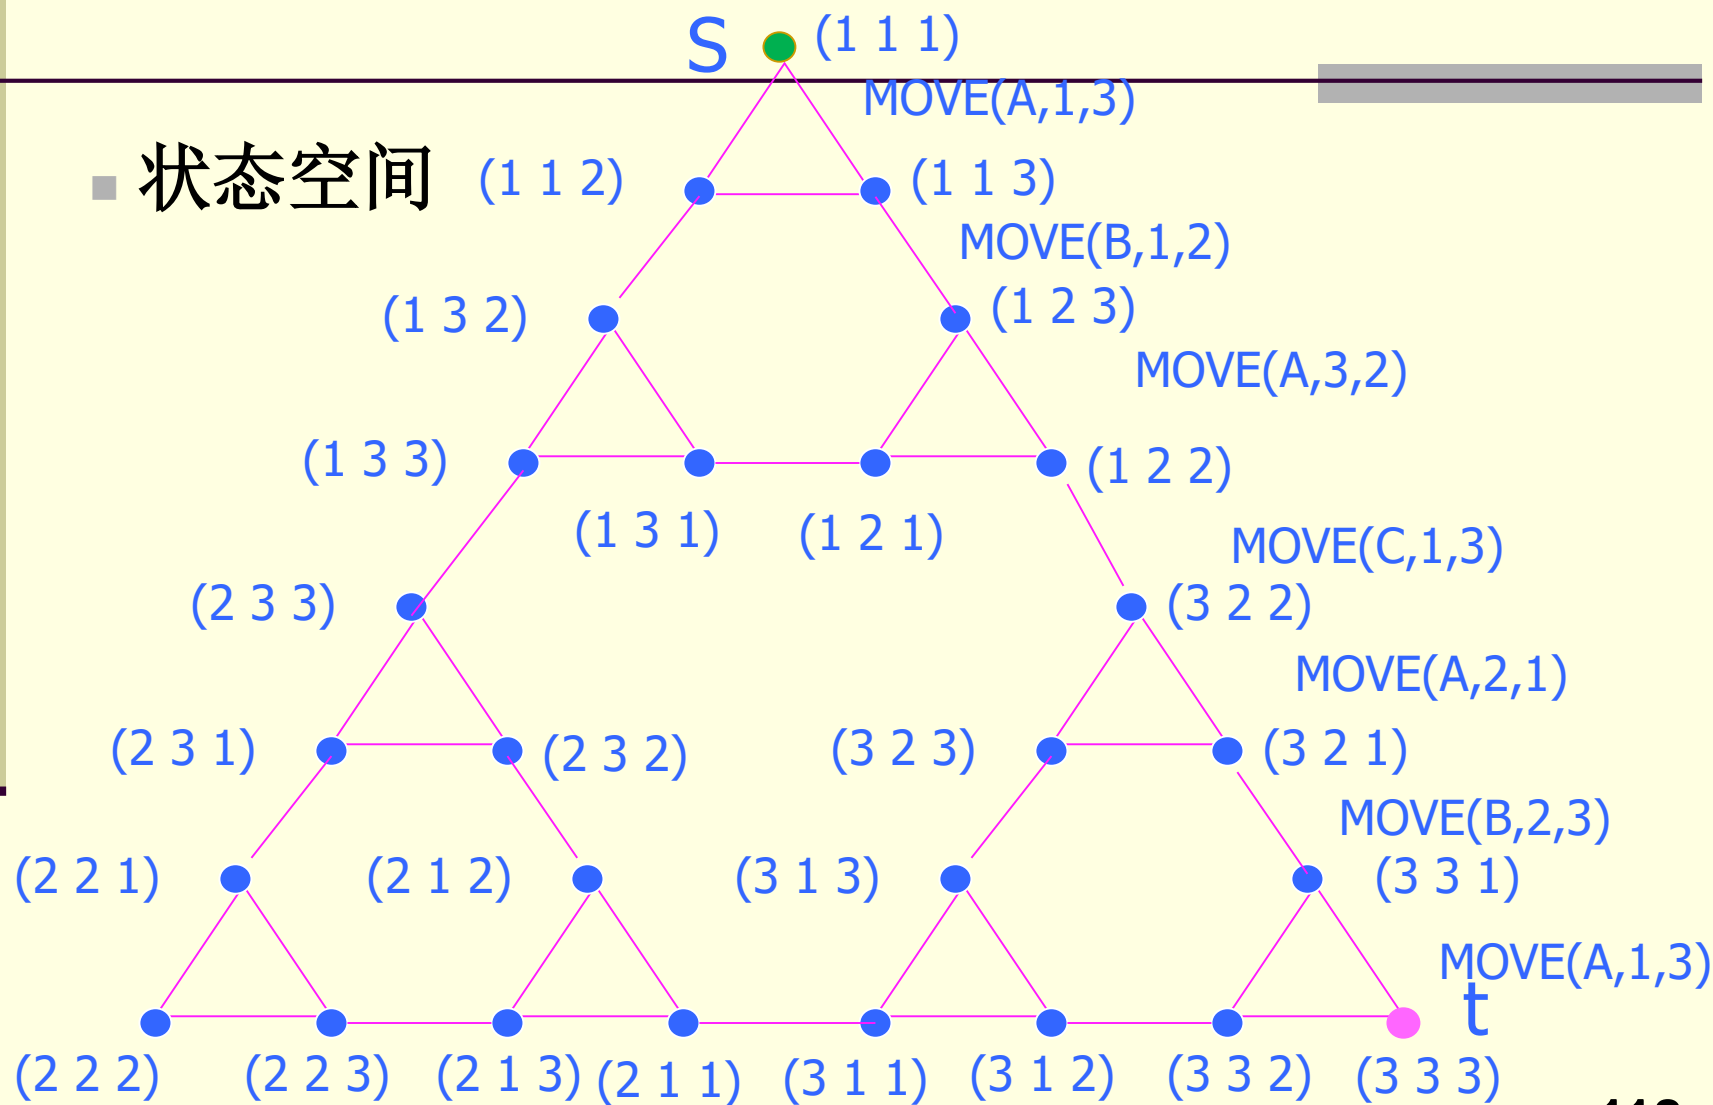 S (1 1 1)
MOVE(A,1,3)
状态空间
(1 1 2) (1 1 3)
MOVE(B,1,2)
(1 3 2) (1 2 3)
MOVE(A,3,2)
(1 3 3) (1 2 2)
(1 3 1) (1 2 1)
MOVE(C,1,3)
(2 3 3) (3 2 2)
MOVE(A,2,1)
(2 3 1) (2 3 2) (3 2 3) (3 2 1)
MOVE(B,2,3)
(2 2 1) (2 1 2) (3 1 3) (3 3 1)
MOVE(A,1,3)
t
(2 2 2) (2 2 3) (2 1 3) (2 1 1) (3 1 1) (3 1 2) (3 3 2) (3 3 3)